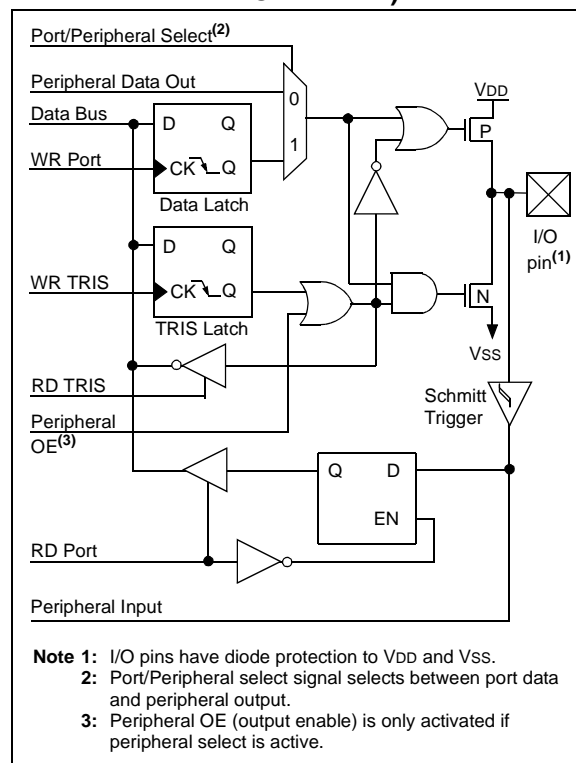 Port/Peripheral Select(2)
Peripheral Data Out
Data Bus
WR Port
D Q
CK Q
Data Latch
0
1
VDD
P
I/O
pin(1)
WR TRIS
D Q
CK Q
TRIS Latch
N
VSS
RD TRIS
Schmitt
Trigger
Peripheral
OE(3)
Q D
EN
RD Port
Peripheral Input
Note 1: I/O pins have diode protection to VDD and VSS.
2: Port/Peripheral select signal selects between port data
and peripheral output.
3: Peripheral OE (output enable) is only activated if
peripheral select is active.